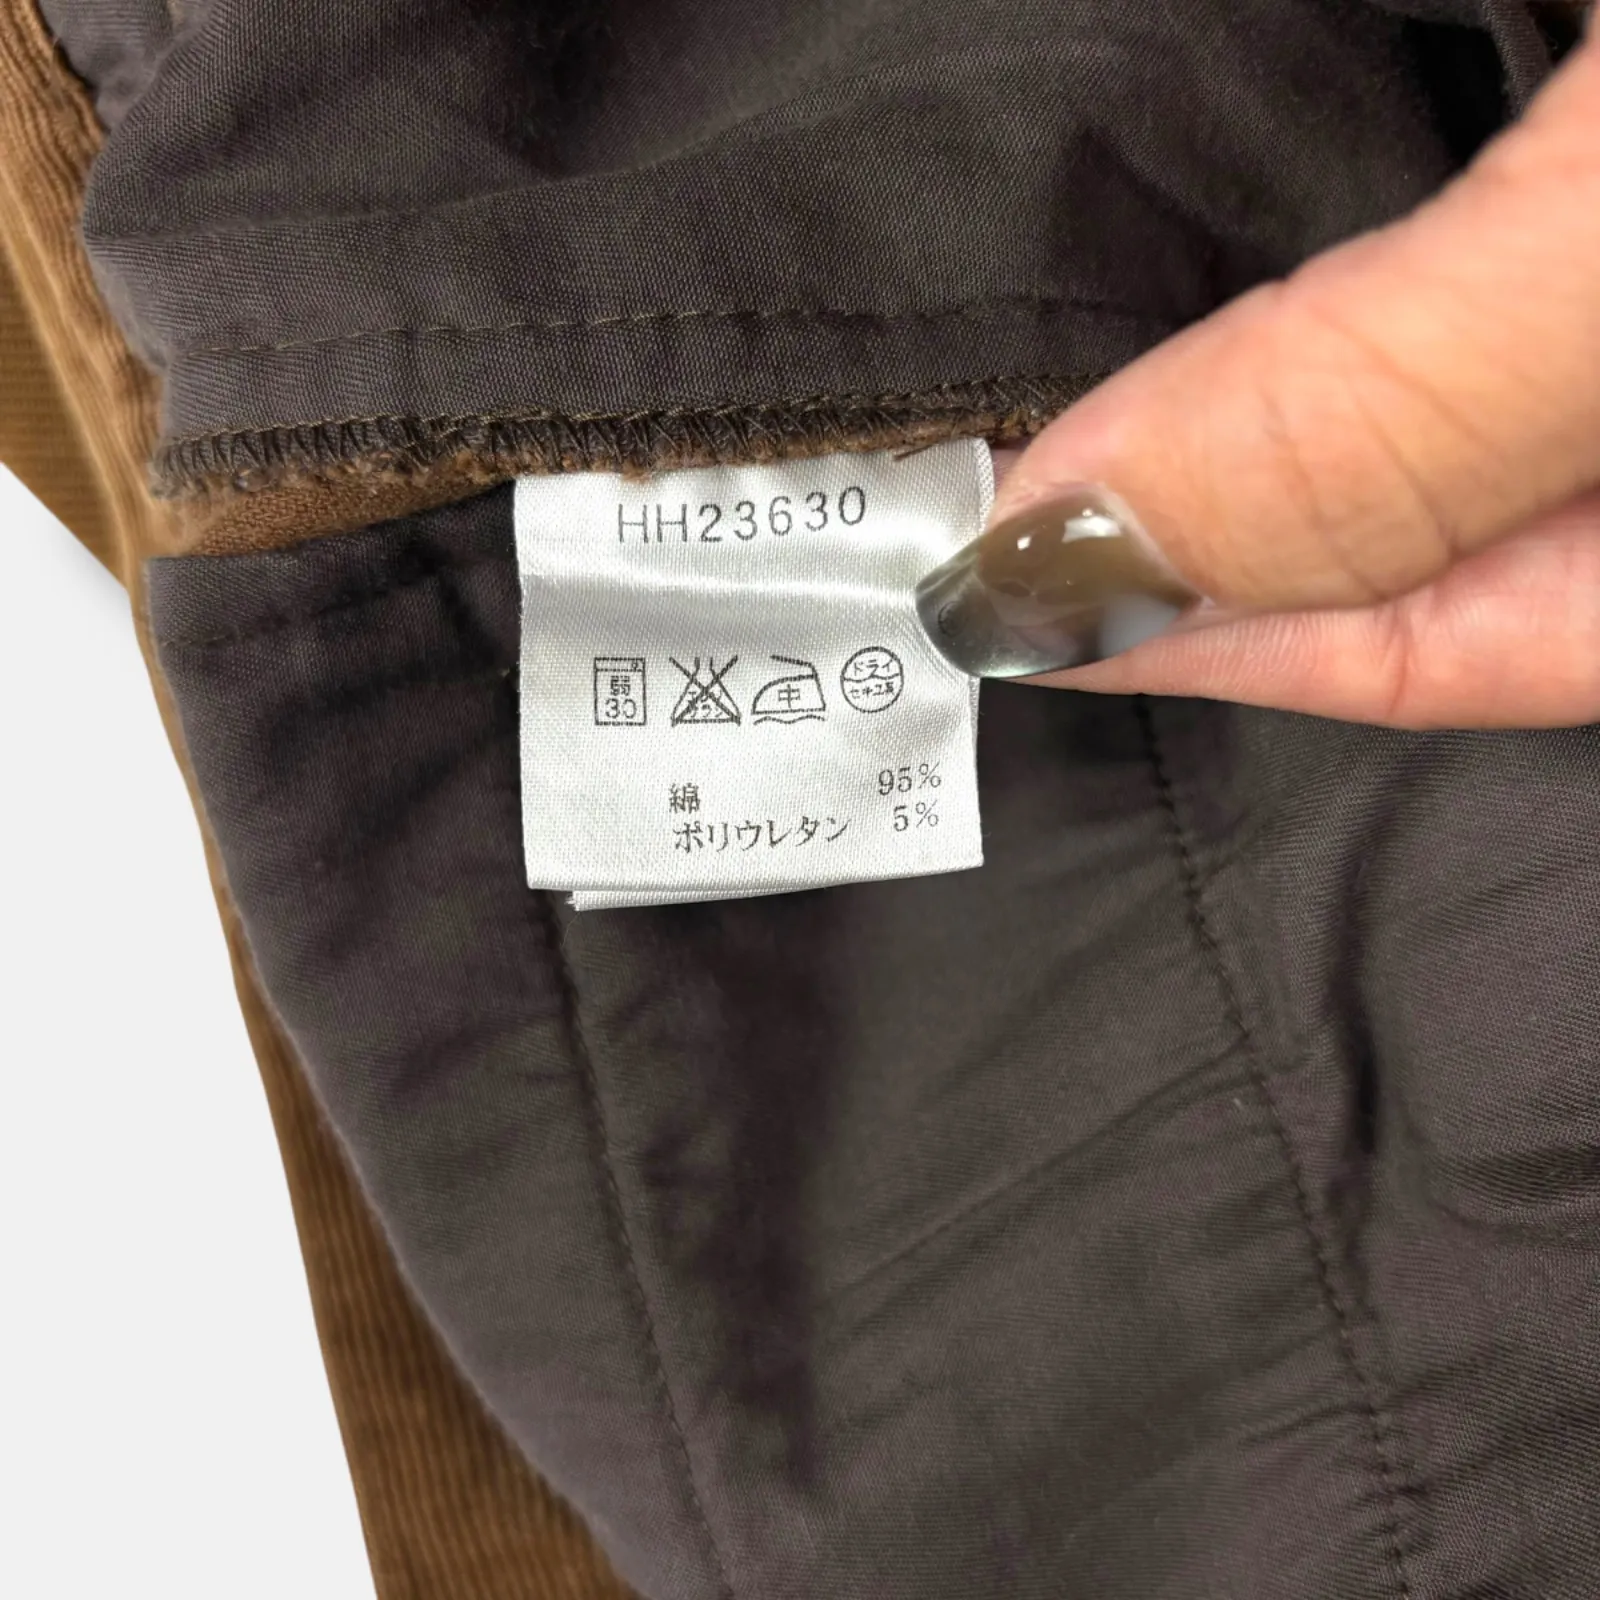 HH23630
弱
30
中
ドライ
セキユ系
綿 95%
ポリウレタン 5%